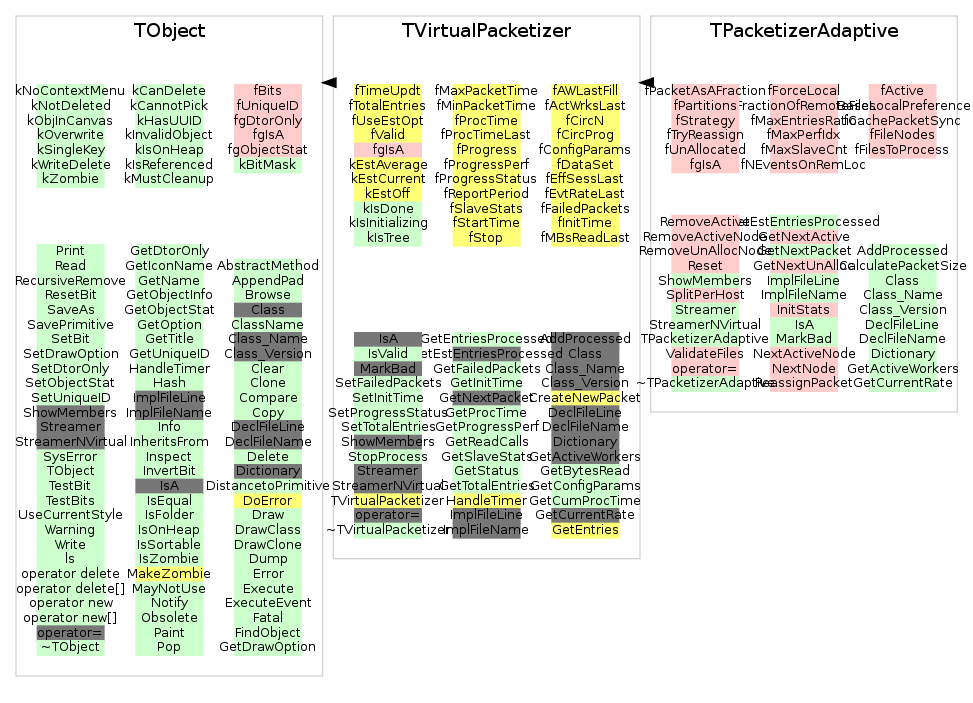 TObject
kNoContextMenu
kNotDeleted
kObjInCanvas
kOverwrite
kSingleKey
kWriteDelete
kZombie
kCanDelete
kCannotPick
kHasUUID
kInvalidObject
kIsOnHeap
kIsReferenced
kMustCleanup
fBits
fUniqueID
fgDtorOnly
fgIsA
fgObjectStat
kBitMask
Print
Read
RecursiveRemove
ResetBit
SaveAs
SavePrimitive
SetBit
SetDrawOption
SetDtorOnly
SetObjectStat
SetUniqueID
ShowMembers
Streamer
StreamerNVirtual
SysError
TObject
TestBit
TestBits
UseCurrentStyle
Warning
Write
ls
operator delete
operator delete[]
operator new
operator new[]
operator=
~TObject
GetDtorOnly
GetIconName
GetName
GetObjectInfo
GetObjectStat
GetOption
GetTitle
GetUniqueID
HandleTimer
Hash
ImplFileLine
ImplFileName
Info
InheritsFrom
Inspect
InvertBit
IsA
IsEqual
IsFolder
IsOnHeap
IsSortable
IsZombie
MakeZombie
MayNotUse
Notify
Obsolete
Paint
Pop
AbstractMethod
AppendPad
Browse
Class
ClassName
Class_Name
Class_Version
Clear
Clone
Compare
Copy
DeclFileLine
DeclFileName
Delete
Dictionary
DistancetoPrimitive
DoError
Draw
DrawClass
DrawClone
Dump
Error
Execute
ExecuteEvent
Fatal
FindObject
GetDrawOption
TVirtualPacketizer
fTimeUpdt
fTotalEntries
fUseEstOpt
fValid
fgIsA
kEstAverage
kEstCurrent
kEstOff
kIsDone
kIsInitializing
kIsTree
fMaxPacketTime
fMinPacketTime
fProcTime
fProcTimeLast
fProgress
fProgressPerf
fProgressStatus
fReportPeriod
fSlaveStats
fStartTime
fStop
fAWLastFill
fActWrksLast
fCircN
fCircProg
fConfigParams
fDataSet
fEffSessLast
fEvtRateLast
fFailedPackets
fInitTime
fMBsReadLast
IsA
IsValid
MarkBad
SetFailedPackets
SetInitTime
SetProgressStatus
SetTotalEntries
ShowMembers
StopProcess
Streamer
StreamerNVirtual
TVirtualPacketizer
operator=
~TVirtualPacketizer
GetEntriesProcessed
GetFailedPackets
GetInitTime
GetNextPacket
GetProcTime
GetProgressPerf
GetReadCalls
GetSlaveStats
GetStatus
GetTotalEntries
HandleTimer
ImplFileLine
ImplFileName
AddProcessed
Class
Class_Name
Class_Version
CreateNewPacket
DeclFileLine
DeclFileName
Dictionary
GetActiveWorkers
GetBytesRead
GetConfigParams
GetCumProcTime
GetCurrentRate
GetEntries
TPacketizerAdaptive
fPacketAsAFraction
fPartitions
fStrategy
fTryReassign
fUnAllocated
fgIsA
fForceLocal
fMaxEntriesRatio
fMaxPerfIdx
fMaxSlaveCnt
fNEventsOnRemLoc
fActive
fCachePacketSync
fFileNodes
fFilesToProcess
RemoveActive
RemoveActiveNode
RemoveUnAllocNode
Reset
ShowMembers
SplitPerHost
Streamer
StreamerNVirtual
TPacketizerAdaptive
ValidateFiles
operator=
~TPacketizerAdaptive
GetNextActive
GetNextPacket
GetNextUnAlloc
ImplFileLine
ImplFileName
InitStats
IsA
MarkBad
NextActiveNode
NextNode
ReassignPacket
AddProcessed
CalculatePacketSize
Class
Class_Name
Class_Version
DeclFileLine
DeclFileName
Dictionary
GetActiveWorkers
GetCurrentRate